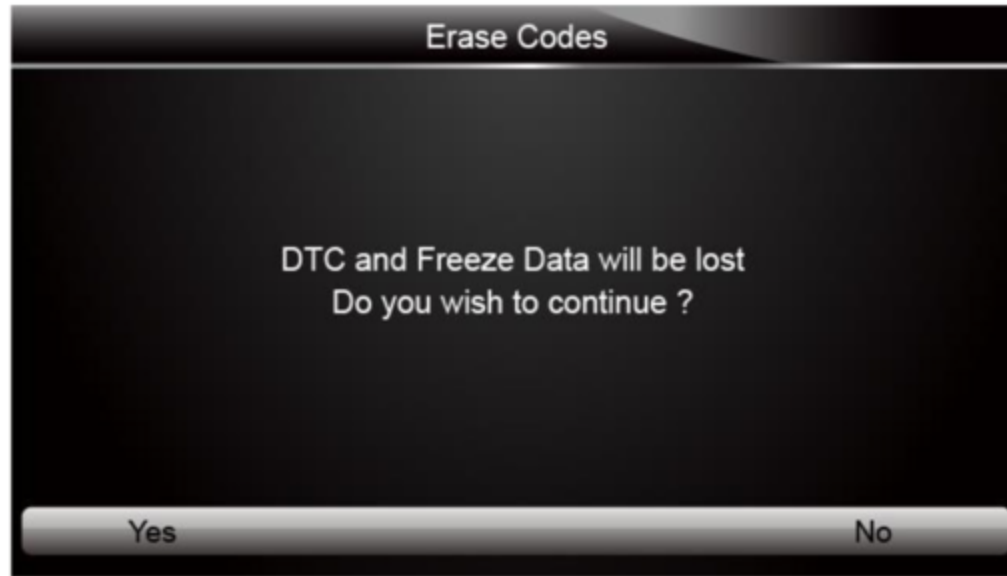 Erase Codes
DTC and Freeze Data will be lost
Do you wish to continue ?
Yes No